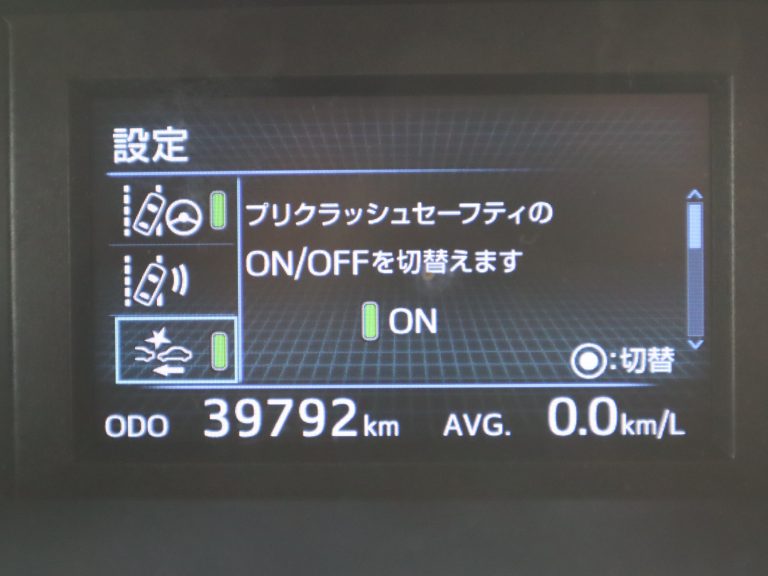 設定
プリクラッシュセーフティの
ON/OFFを切替えます
ON
:切替
ODO 39792km AVG. 0.0km/L